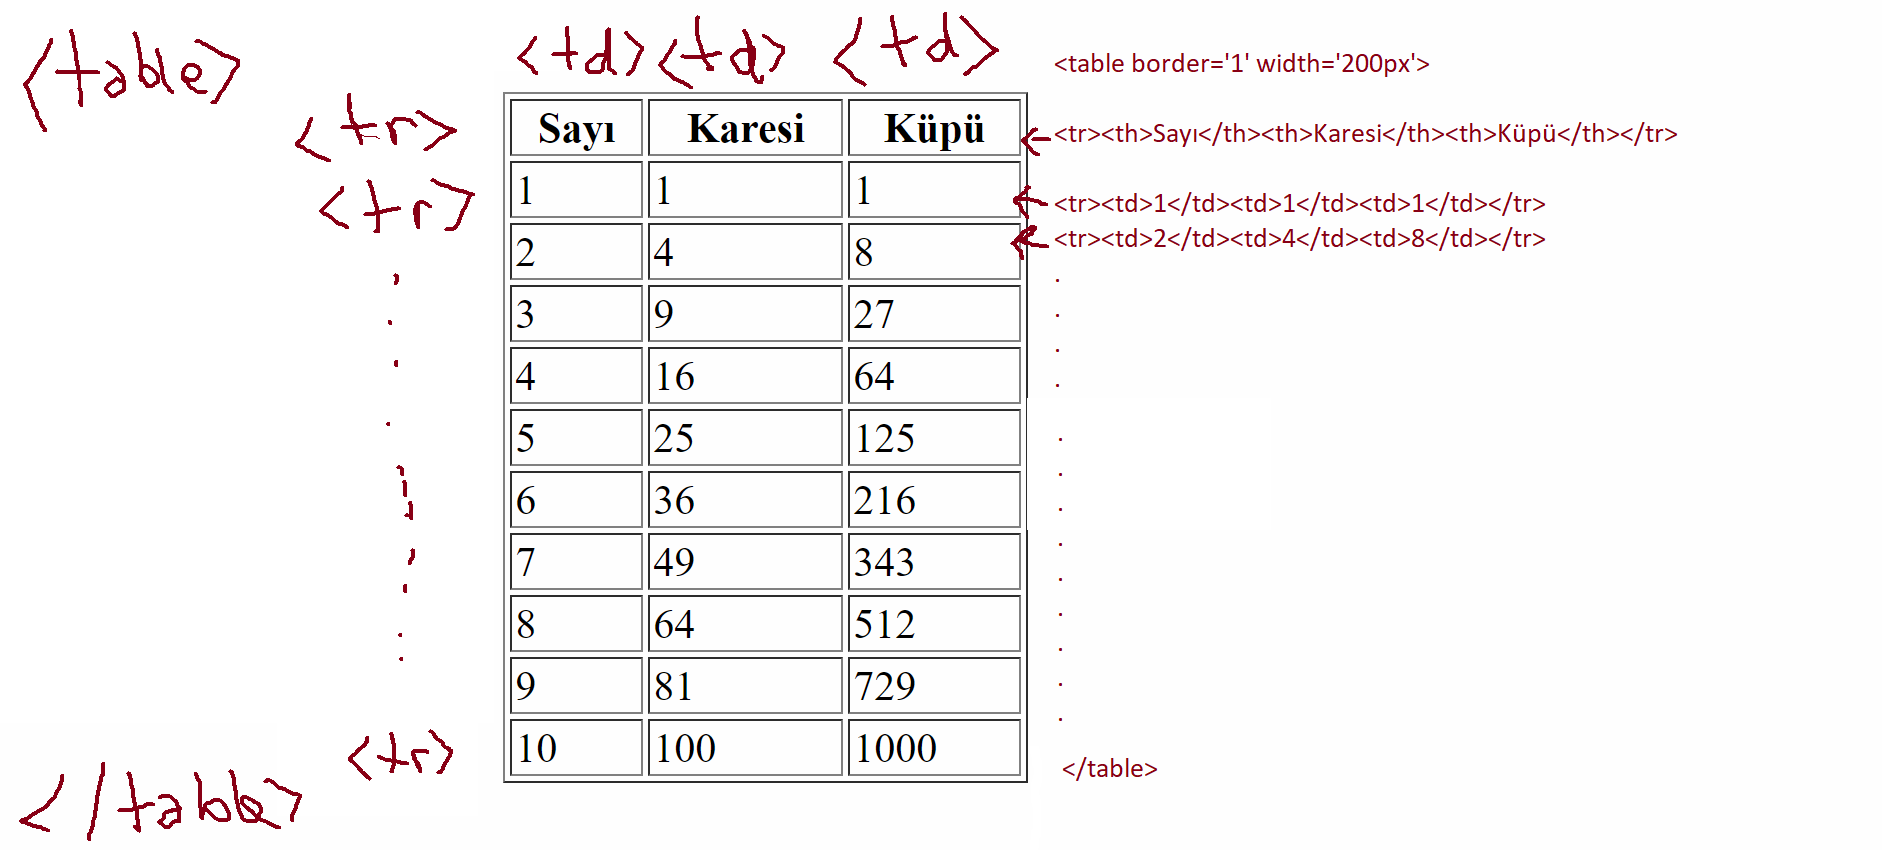 <table> <td> <td> <td> <table border='1' width='200px'>
<tr> Sayı Karesi Küpü <tr><th>Sayı</th><th>Karesi</th><th>Küpü</th></tr>
<tr> 1 1 1 <tr><td>1</td><td>1</td><td>1</td></tr>
2 4 8 <tr><td>2</td><td>4</td><td>8</td></tr>
3 9 27
4 16 64
5 25 125
6 36 216
7 49 343
8 64 512
9 81 729
<tr> 10 100 1000 </table>
</table>